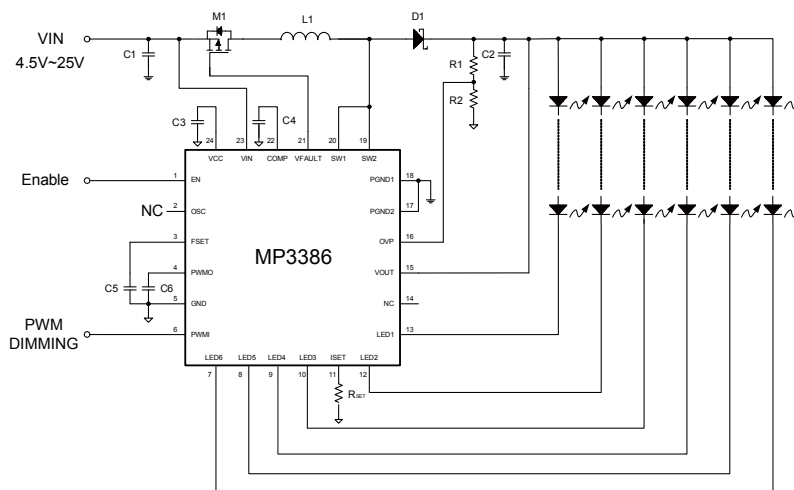 M1
L1
D1
VIN
4.5V~25V
C1
R1
C2
R2
C3
C4
24
23
22
21
20
19
VCC
VIN
COMP
VFAULT
SW1
SW2
Enable
1
EN
PGND1
18
NC
2
OSC
PGND2
17
3
FSET
OVP
16
MP3386
4
PWMO
VOUT
15
C5
C6
5
GND
NC
14
PWM
DIMMING
6
PWMI
LED1
13
LED6
LED5
LED4
LED3
ISET
LED2
7
8
9
10
11
12
RSET